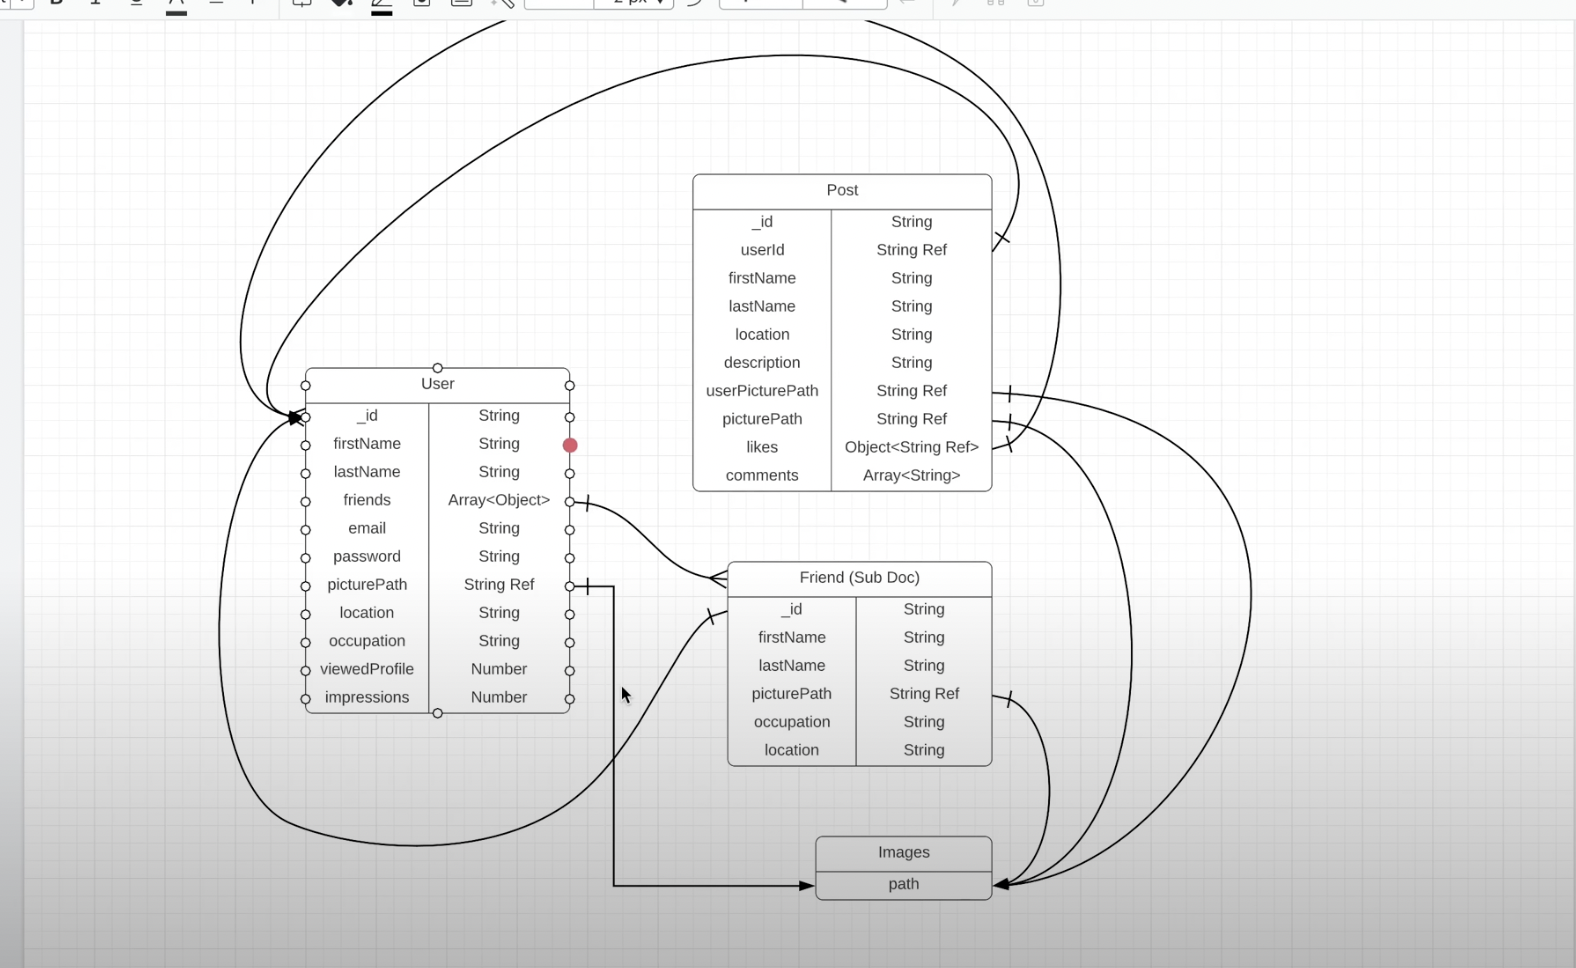 2 px
Post
_id String
userId String Ref
firstName String
lastName String
location String
description String
userPicturePath String Ref
picturePath String Ref
likes Object<String Ref>
comments Array<String>
User
_id String
firstName String
lastName String
friends Array<Object>
email String
password String
picturePath String Ref
location String
occupation String
viewedProfile Number
impressions Number
Friend (Sub Doc)
_id String
firstName String
lastName String
picturePath String Ref
occupation String
location String
Images
path